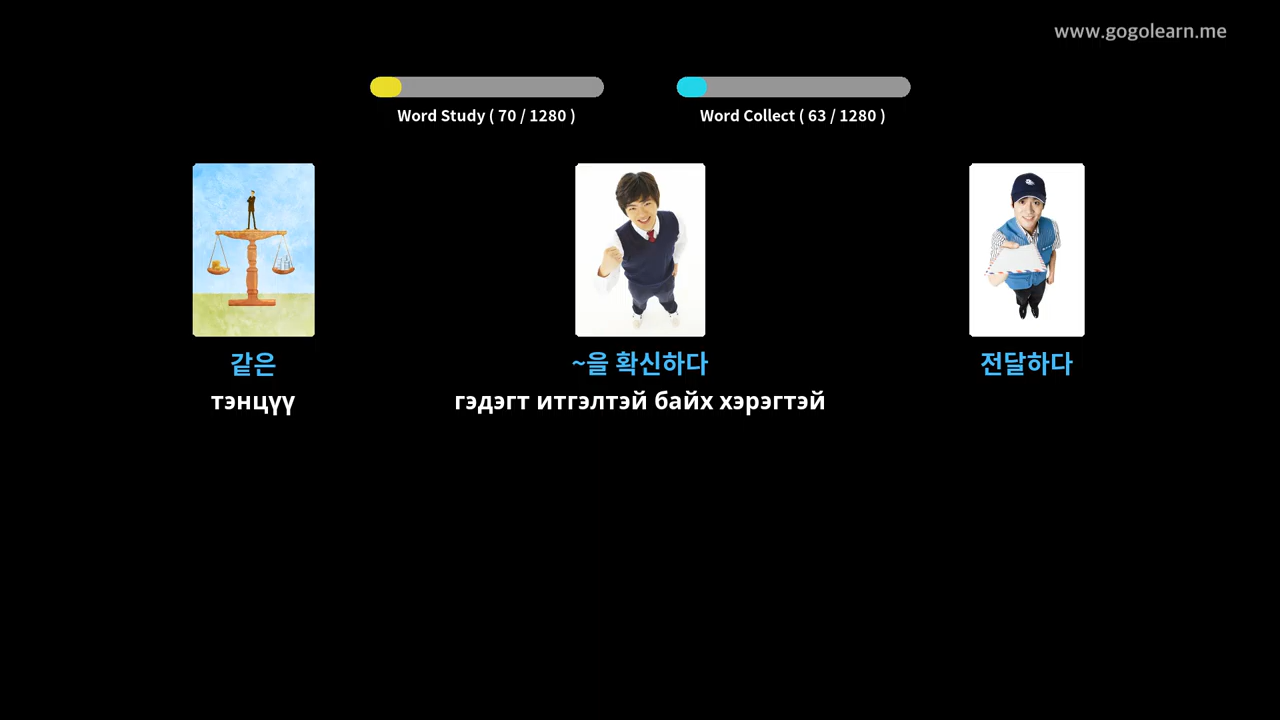 www.gogolearn.me
Word Study ( 70 / 1280 )
Word Collect ( 63 / 1280 )
같은
~을 확신하다
전달하다
тэнцүү
гэдэгт итгэлтэй байх хэрэгтэй